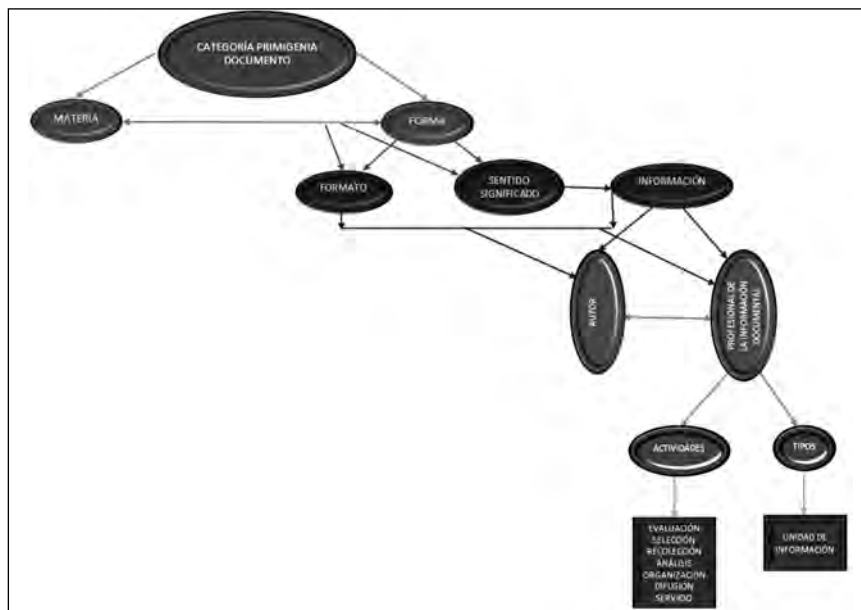 CATEGORÍA PRIMIGENIA
DOCUMENTO
MATERIA
FORMA
FORMATO
SENTIDO
SIGNIFICADO
INFORMACIÓN
AUTOR
PROFESIONAL DE
LA INFORMACIÓN
DOCUMENTAL
ACTIVIDADES
TIPOS
EVALUACIÓN
SELECCIÓN
RECOLECCIÓN
ANÁLISIS
ORGANIZACIÓN
DIFUSIÓN
SERVIDO
UNIDAD DE
INFORMACIÓN